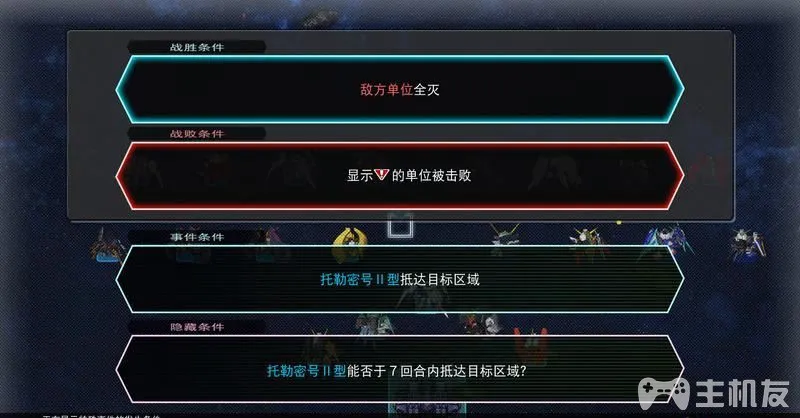 战胜条件
敌方单位全灭
战败条件
显示的单位被击败
事件条件
托勒密号Ⅱ型抵达目标区域
隐藏条件
托勒密号Ⅱ型能否于7回合内抵达目标区域?
主机友